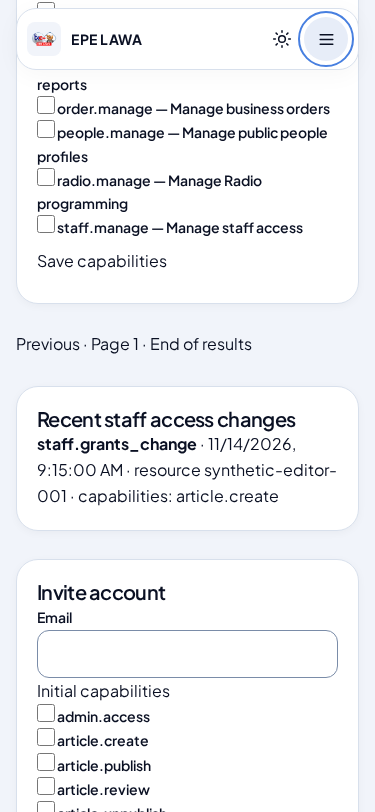 EPE LAWA
reports
order.manage — Manage business orders
people.manage — Manage public people
profiles
radio.manage — Manage Radio
programming
staff.manage — Manage staff access
Save capabilities
Previous · Page 1 · End of results
Recent staff access changes
staff.grants_change · 11/14/2026,
9:15:00 AM · resource synthetic-editor-
001 · capabilities: article.create
Invite account
Email
Initial capabilities
admin.access
article.create
article.publish
article.review
article.unpublish